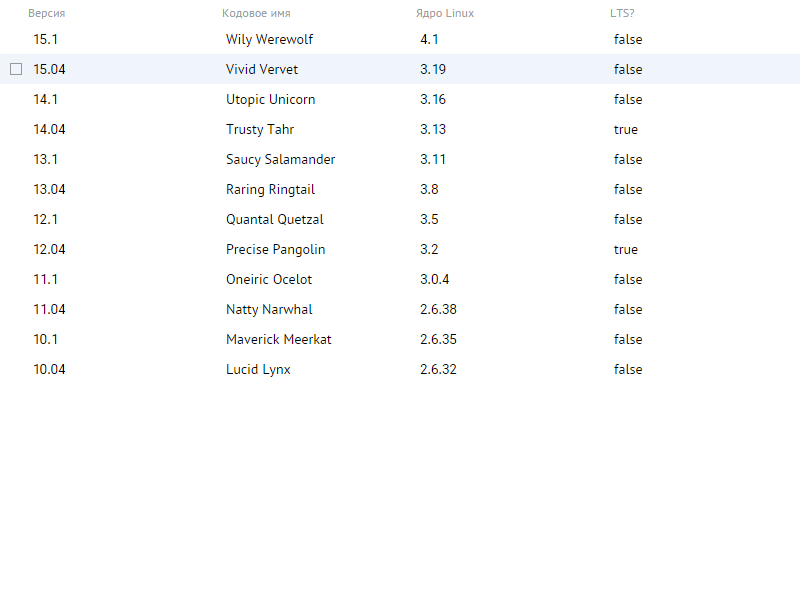 Версия Кодовое имя Ядро Linux LTS?
15.1 Wily Werewolf 4.1 false
15.04 Vivid Vervet 3.19 false
14.1 Utopic Unicorn 3.16 false
14.04 Trusty Tahr 3.13 true
13.1 Saucy Salamander 3.11 false
13.04 Raring Ringtail 3.8 false
12.1 Quantal Quetzal 3.5 false
12.04 Precise Pangolin 3.2 true
11.1 Oneiric Ocelot 3.0.4 false
11.04 Natty Narwhal 2.6.38 false
10.1 Maverick Meerkat 2.6.35 false
10.04 Lucid Lynx 2.6.32 false